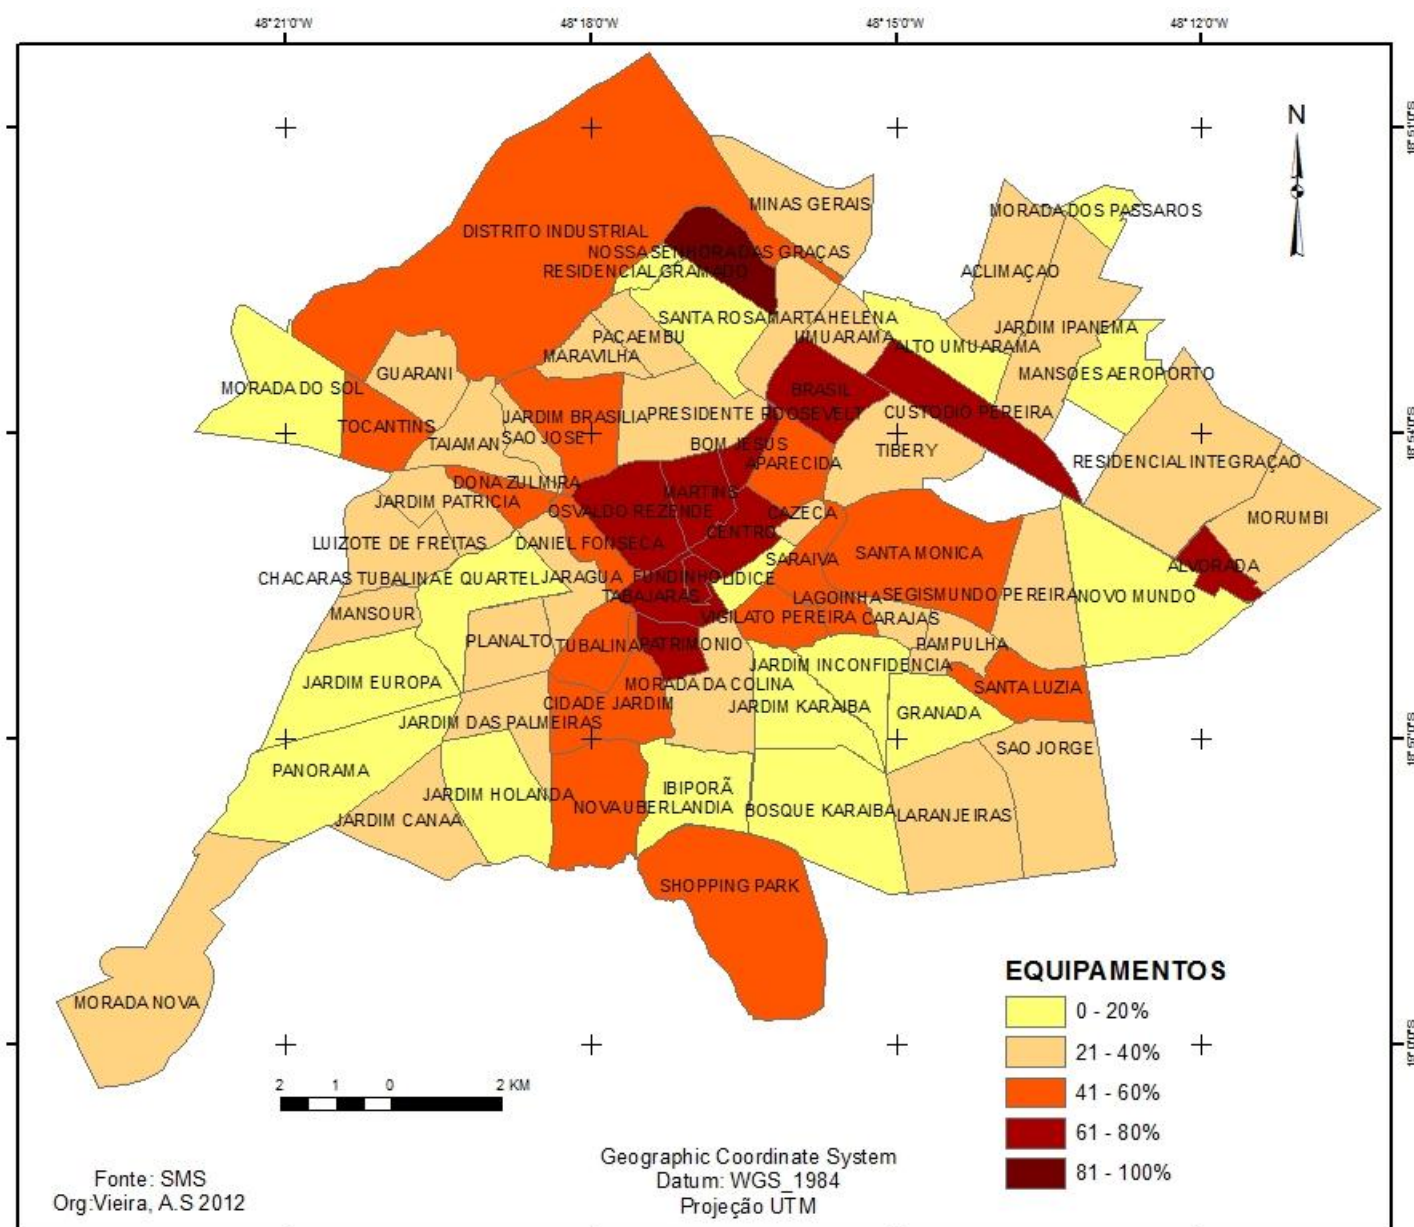 48°21'0"W 48°18'0"W 48°15'0"W 48°12'0"W
N
MINAS GERAIS
MORADA DOS PASSAROS
DISTRITO INDUSTRIAL
NOSSA SENHORA DAS GRAÇAS
RESIDENCIAL GRAMADO
ACLIMAÇAO
SANTA ROSA
MARTA HELENA
JARDIM IPANEMA
PACAEMBU
UMUARAMA
ALTO UMUARAMA
MARAVILHA
GUARANI
MANSOES AEROPORTO
MORADA DO SOL
BRASIL
JARDIM BRASILIA
PRESIDENTE ROOSEVELT
CUSTODIO PEREIRA
TOCANTINS
SAO JOSE
TAIAMAN
BOM JESUS
TIBERY
APARECIDA
RESIDENCIAL INTEGRAÇAO
DONA ZULMIRA
MARTINS
JARDIM PATRICIA
OSVALDO REZENDE
CAZECA
MORUMBI
CENTRO
LUIZOTE DE FREITAS
DANIEL FONSECA
SARAIVA
SANTA MONICA
ALVORADA
CHACARAS TUBALINA E QUARTEL
JARAGUA
FUNDINHO
LIDICE
TABAJARAS
LAGOINHA
SEGISMUNDO PEREIRA
NOVO MUNDO
MANSOUR
VIGILATO PEREIRA
CARAJAS
PLANALTO
TUBALINA
PATRIMONIO
PAMPULHA
JARDIM INCONFIDENCIA
JARDIM EUROPA
MORADA DA COLINA
SANTA LUZIA
CIDADE JARDIM
JARDIM KARAIBA
GRANADA
JARDIM DAS PALMEIRAS
SAO JORGE
PANORAMA
IBIPORÃ
JARDIM HOLANDA
NOVA UBERLANDIA
BOSQUE KARAIBA
LARANJEIRAS
JARDIM CANAA
SHOPPING PARK
MORADA NOVA
EQUIPAMENTOS
0 - 20%
21 - 40%
41 - 60%
61 - 80%
81 - 100%
2 1 0 2 KM
Geographic Coordinate System
Datum: WGS_1984
Projeção UTM
Fonte: SMS
Org:Vieira, A.S 2012